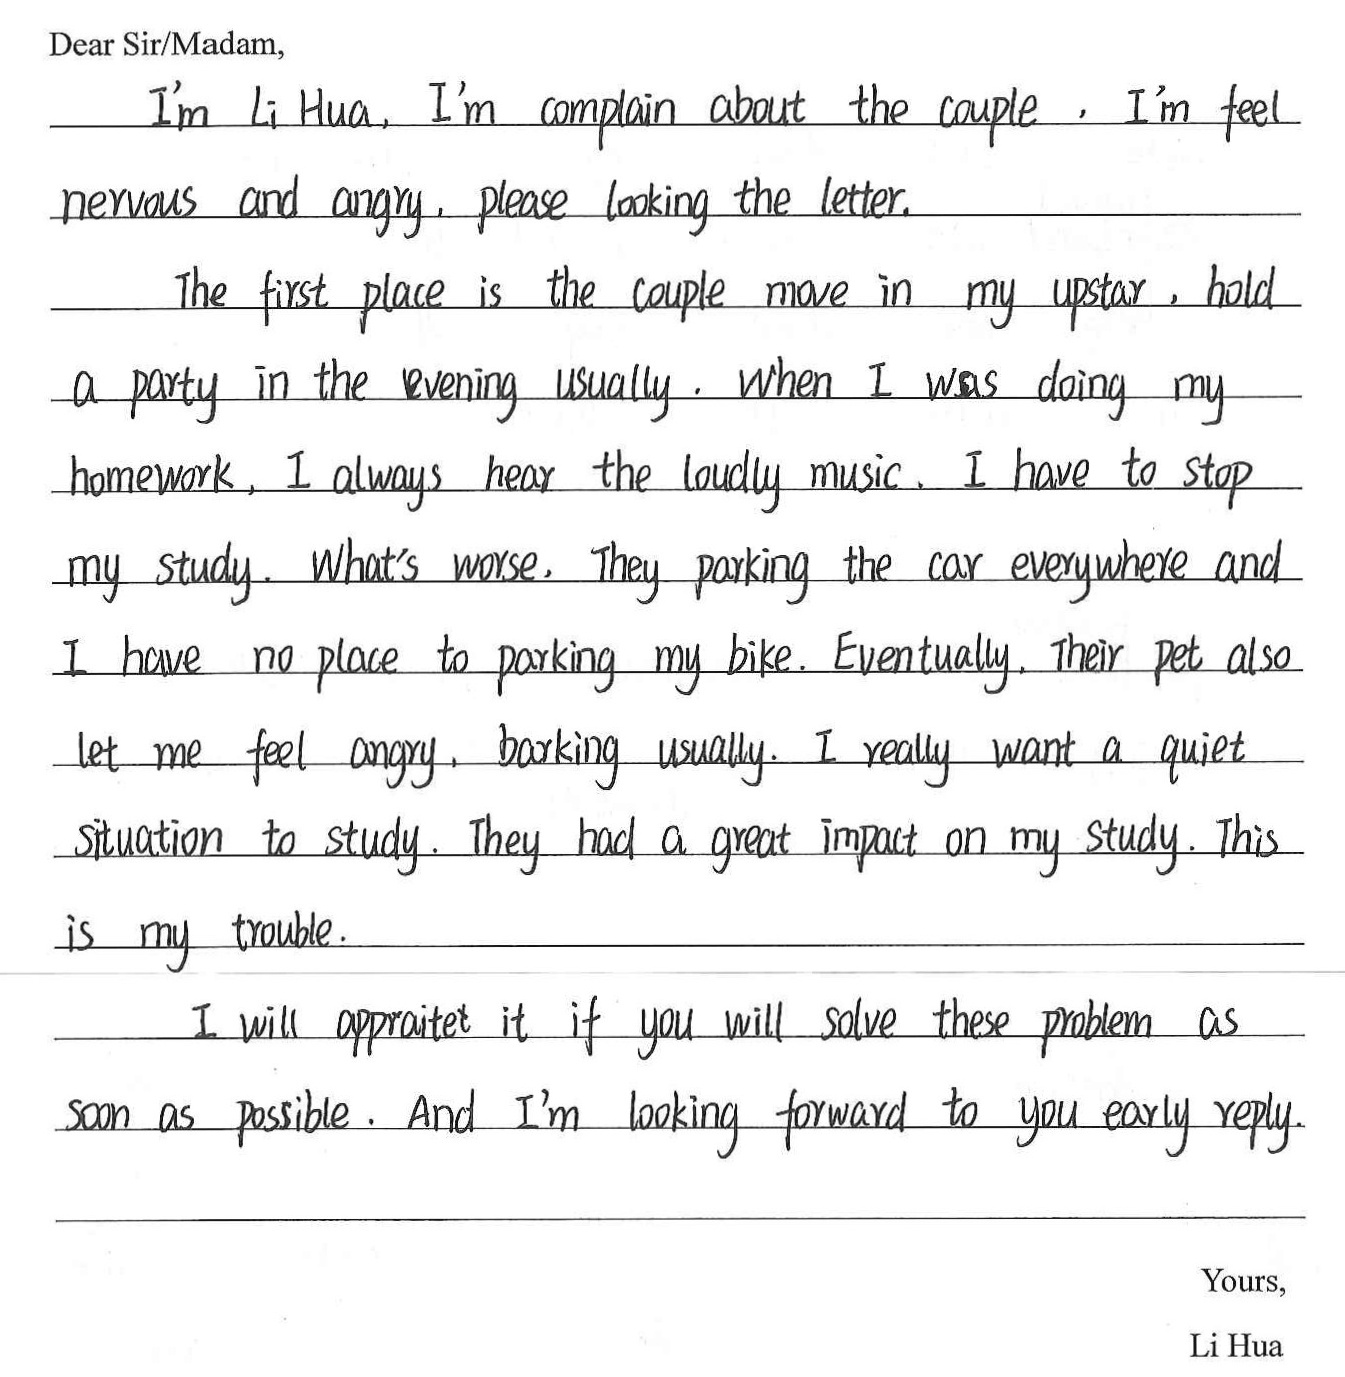 Dear Sir/Madam,
I'm Li Hua, I'm complain about the couple, I'm feel
nervous and angry. please looking the letter.
The first place is the couple move in my upstar, hold
a party in the evening usually. When I was doing my
homework, I always hear the loudly music. I have to stop
my study. What's worse, They parking the car everywhere and
I have no place to parking my bike. Eventually, Their pet also
let me feel angry, barking usually. I really want a quiet
situation to study. They had a great impact on my study. This
is my trouble.
I will appraitet it if you will solve these problem as
soon as possible. And I'm looking forward to you early reply.
Yours,
Li Hua